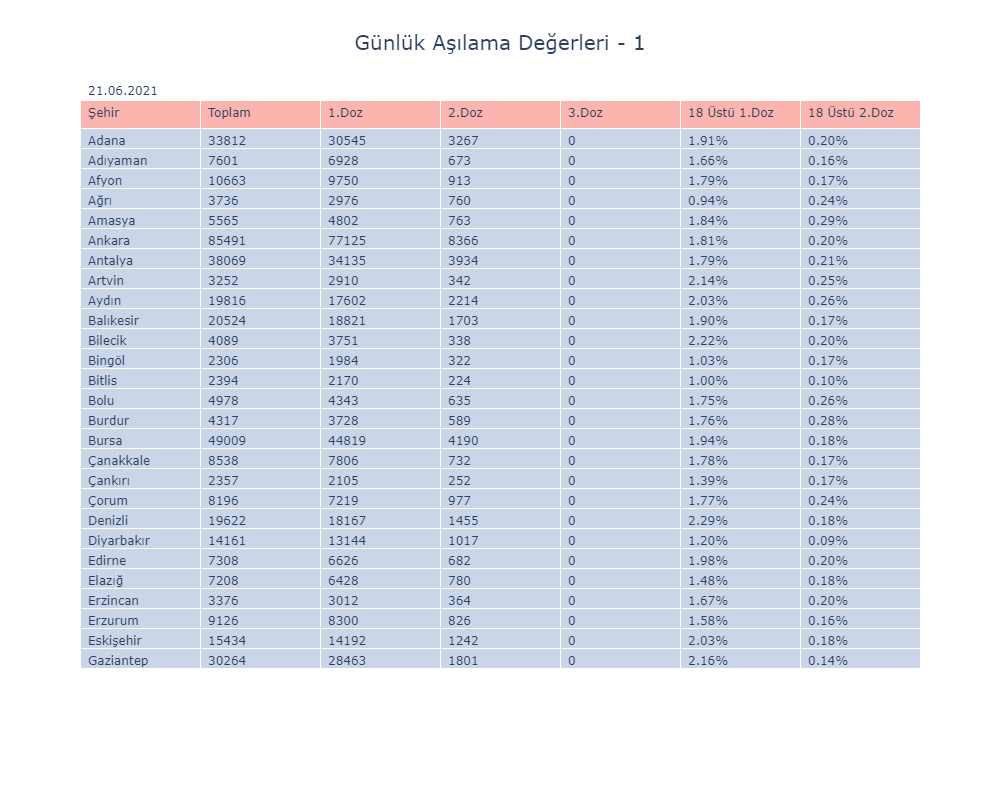 Günlük Aşılama Değerleri - 1
21.06.2021
Şehir Toplam 1.Doz 2.Doz 3.Doz 18 Üstü 1.Doz 18 Üstü 2.Doz
Adana 33812 30545 3267 0 1.91% 0.20%
Adıyaman 7601 6928 673 0 1.66% 0.16%
Afyon 10663 9750 913 0 1.79% 0.17%
Ağrı 3736 2976 760 0 0.94% 0.24%
Amasya 5565 4802 763 0 1.84% 0.29%
Ankara 85491 77125 8366 0 1.81% 0.20%
Antalya 38069 34135 3934 0 1.79% 0.21%
Artvin 3252 2910 342 0 2.14% 0.25%
Aydın 19816 17602 2214 0 2.03% 0.26%
Balıkesir 20524 18821 1703 0 1.90% 0.17%
Bilecik 4089 3751 338 0 2.22% 0.20%
Bingöl 2306 1984 322 0 1.03% 0.17%
Bitlis 2394 2170 224 0 1.00% 0.10%
Bolu 4978 4343 635 0 1.75% 0.26%
Burdur 4317 3728 589 0 1.76% 0.28%
Bursa 49009 44819 4190 0 1.94% 0.18%
Çanakkale 8538 7806 732 0 1.78% 0.17%
Çankırı 2357 2105 252 0 1.39% 0.17%
Çorum 8196 7219 977 0 1.77% 0.24%
Denizli 19622 18167 1455 0 2.29% 0.18%
Diyarbakır 14161 13144 1017 0 1.20% 0.09%
Edirne 7308 6626 682 0 1.98% 0.20%
Elazığ 7208 6428 780 0 1.48% 0.18%
Erzincan 3376 3012 364 0 1.67% 0.20%
Erzurum 9126 8300 826 0 1.58% 0.16%
Eskişehir 15434 14192 1242 0 2.03% 0.18%
Gaziantep 30264 28463 1801 0 2.16% 0.14%